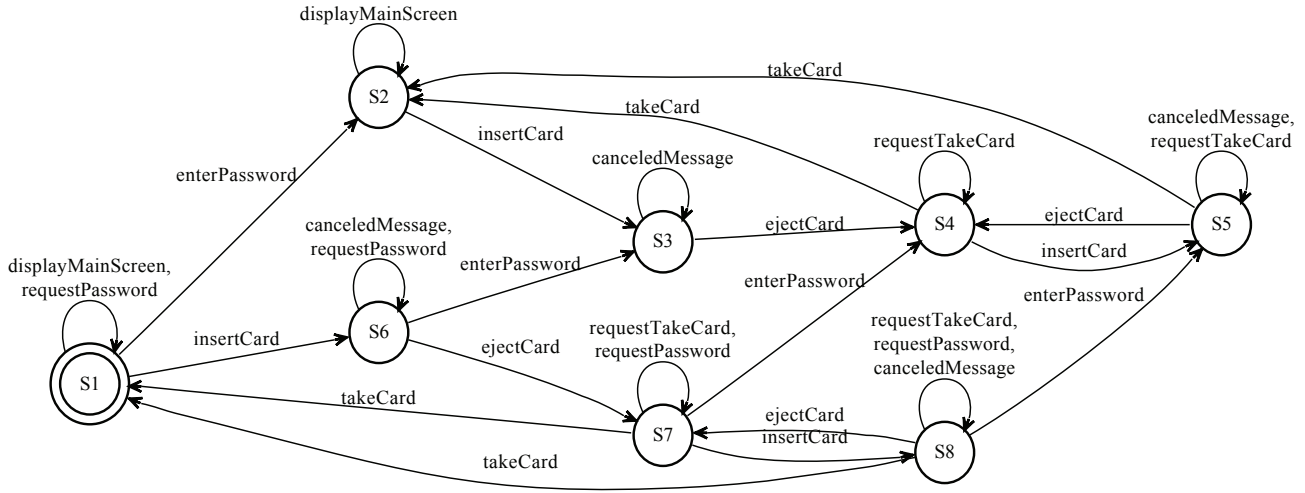 displayMainScreen
takeCard
S2
takeCard
canceledMessage,
requestTakeCard
insertCard
requestTakeCard
canceledMessage
enterPassword
canceledMessage,
requestPassword
S3
ejectCard
S4
ejectCard
S5
insertCard
displayMainScreen,
requestPassword
enterPassword
enterPassword
enterPassword
S6
insertCard
ejectCard
requestTakeCard,
requestPassword
requestTakeCard,
requestPassword,
canceledMessage
S1
takeCard
S7
ejectCard
insertCard
S8
takeCard